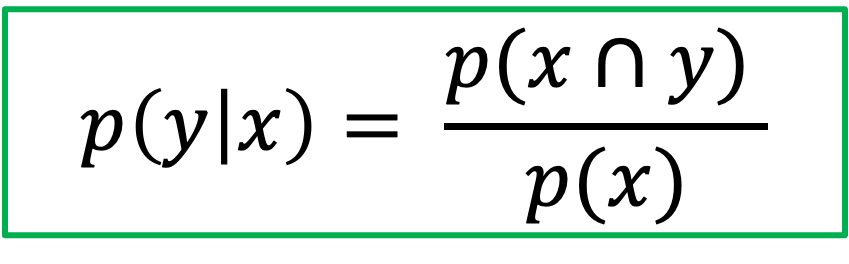 p(y|x) = p(x ∩ y) / p(x)